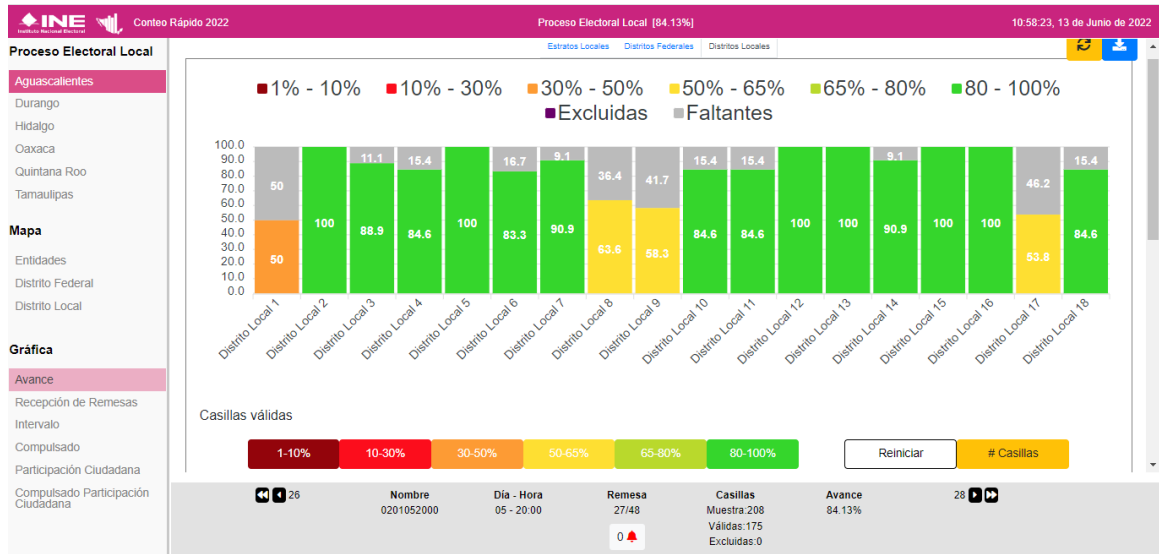 INE
Instituto Nacional Electoral
Conteo Rápido 2022
Proceso Electoral Local [84.13%]
10:58:23, 13 de Junio de 2022
Proceso Electoral Local
Aguascalientes
Durango
Hidalgo
Oaxaca
Quintana Roo
Tamaulipas
Mapa
Entidades
Distrito Federal
Distrito Local
Gráfica
Avance
Recepción de Remesas
Intervalo
Compulsado
Participación Ciudadana
Compulsado Participación
Ciudadana
Estratos Locales Distritos Federales Distritos Locales
1% - 10% 10% - 30% 30% - 50% 50% - 65% 65% - 80% 80 - 100%
Excluidas Faltantes
100.0
90.0
80.0
70.0
60.0
50.0
40.0
30.0
20.0
10.0
0.0
50 11.1 15.4 16.7 9.1 36.4 41.7 15.4 15.4 9.1 46.2 15.4
50 100 88.9 84.6 100 83.3 90.9 63.6 58.3 84.6 84.6 100 100 90.9 100 100 53.8 84.6
Distrito Local 1
Distrito Local 2
Distrito Local 3
Distrito Local 4
Distrito Local 5
Distrito Local 6
Distrito Local 7
Distrito Local 8
Distrito Local 9
Distrito Local 10
Distrito Local 11
Distrito Local 12
Distrito Local 13
Distrito Local 14
Distrito Local 15
Distrito Local 16
Distrito Local 17
Distrito Local 18
Casillas válidas
1-10% 10-30% 30-50% 50-65% 65-80% 80-100% Reiniciar # Casillas
26 Nombre Día - Hora Remesa Casillas Avance 28
0201052000 05 - 20:00 27/48 Muestra:208 84.13%
Válidas:175
0 Excluidas:0